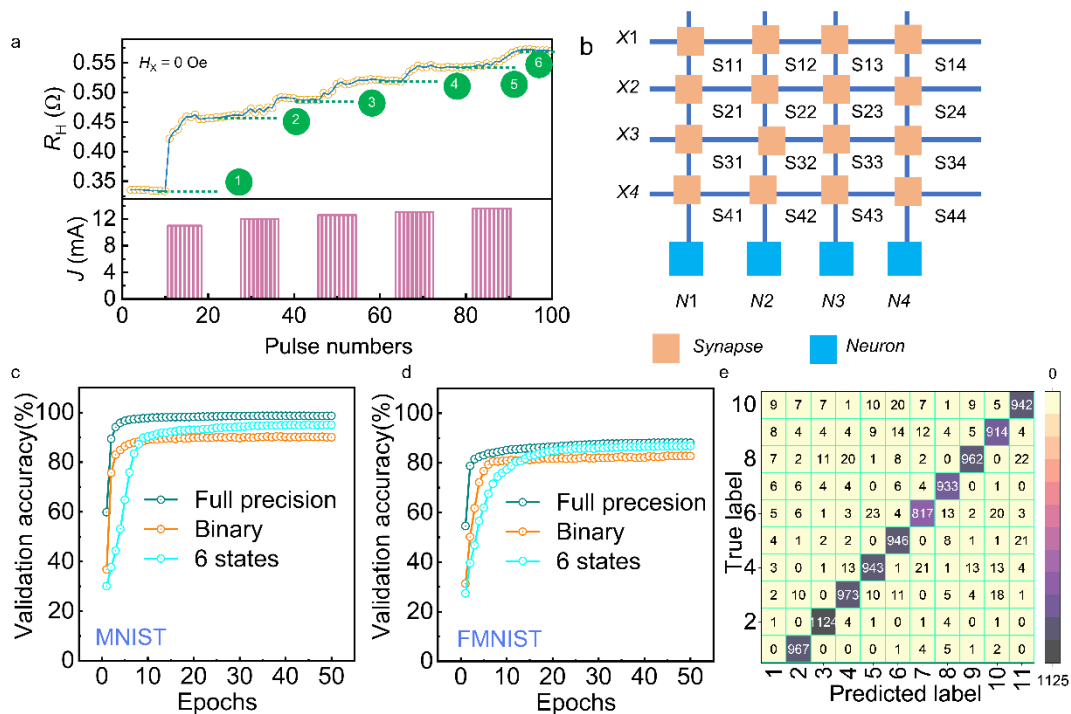 a
H_X = 0 Oe
0.55
0.50
0.45
0.40
0.35
R_H (Ω)
1
2
3
4
5
6
12
8
4
0
J (mA)
0 20 40 60 80 100
Pulse numbers
b
X1
S11 S12 S13 S14
X2
S21 S22 S23 S24
X3
S31 S32 S33 S34
X4
S41 S42 S43 S44
N1 N2 N3 N4
Synapse Neuron
c
100
80
60
40
20
0
Validation accuracy(%)
Full precision
Binary
6 states
MNIST
0 10 20 30 40 50
Epochs
d
100
80
60
40
20
0
Validation accuracy(%)
Full precesion
Binary
6 states
FMNIST
0 10 20 30 40 50
Epochs
e
0
True label
10 9 7 7 1 10 20 7 1 9 5 942
8 4 4 4 9 14 12 4 5 914 4
8 7 2 11 20 1 8 2 0 962 0 22
6 6 4 4 0 6 4 933 0 1 0
6 5 6 1 3 23 4 817 13 2 20 3
4 1 2 2 0 946 0 8 1 1 21
4 3 0 1 13 943 1 21 1 13 13 4
2 10 0 973 10 11 0 5 4 18 1
2 1 0 1124 4 1 0 1 0 4 2 0
0 967 0 0 0 1 4 5 1 2 0
1 2 3 4 5 6 7 8 9 10 11
Predicted label
1125